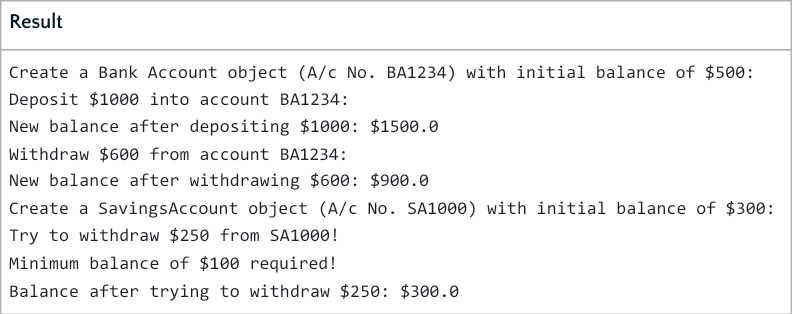 Result
Create a Bank Account object (A/c No. BA1234) with initial balance of $500:
Deposit $1000 into account BA1234:
New balance after depositing $1000: $1500.0
Withdraw $600 from account BA1234:
New balance after withdrawing $600: $900.0
Create a SavingsAccount object (A/c No. SA1000) with initial balance of $300:
Try to withdraw $250 from SA1000!
Minimum balance of $100 required!
Balance after trying to withdraw $250: $300.0